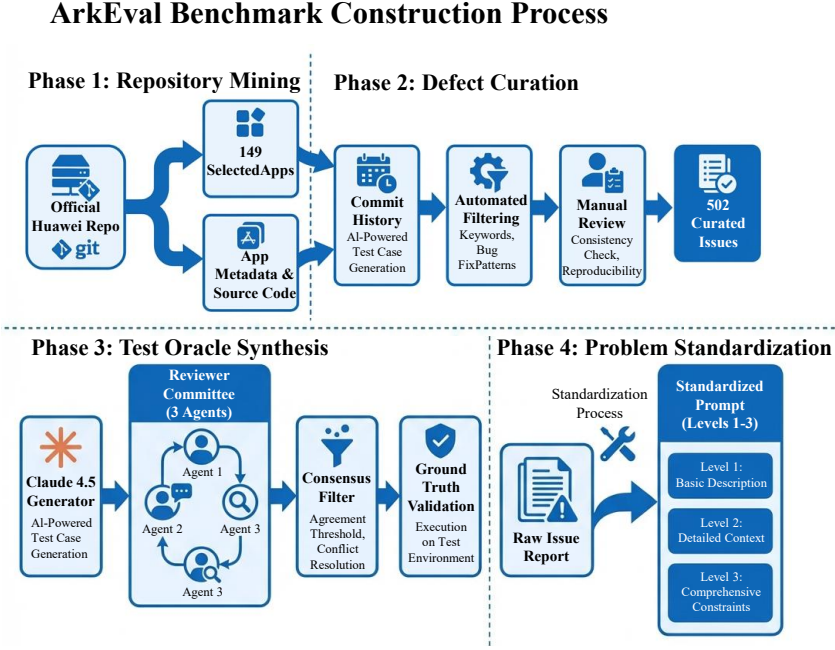 ArkEval Benchmark Construction Process
Phase 1: Repository Mining
Official
Huawei Repo
git
149
SelectedApps
App
Metadata &
Source Code
Phase 2: Defect Curation
Commit
History
AI-Powered
Test Case
Generation
Automated
Filtering
Keywords,
Bug
FixPatterns
Manual
Review
Consistency
Check,
Reproducibility
502
Curated
Issues
Phase 3: Test Oracle Synthesis
Claude 4.5
Generator
AI-Powered
Test Case
Generation
Reviewer
Committee
(3 Agents)
Agent 1
Agent 2
Agent 3
Agent 3
Consensus
Filter
Agreement
Threshold,
Conflict
Resolution
Ground
Truth
Validation
Execution
on Test
Environment
Phase 4: Problem Standardization
Standardization
Process
Raw Issue
Report
Standardized
Prompt
(Levels 1-3)
Level 1:
Basic Description
Level 2:
Detailed Context
Level 3:
Comprehensive
Constraints